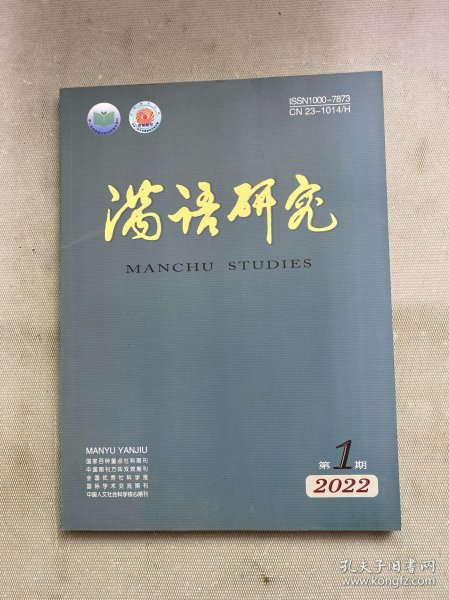 ISSN1000-7873
CN 23-1014/H
满语研究
MANCHU STUDIES
MANYU YANJIU
国家百种重点社科期刊
中国期刊方阵双效期刊
全国优秀社科学报
国际学术交流期刊
中国人文社会科学核心期刊
第1期
2022
孔夫子旧书网
www.kongfz.com